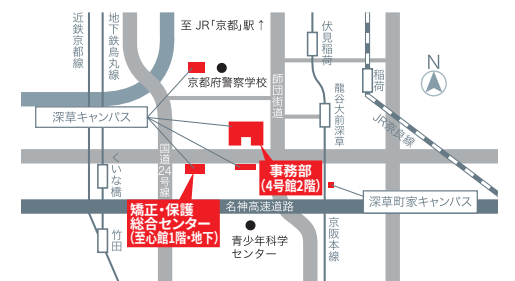 近鉄京都線
地下鉄烏丸線
至 JR「京都」駅↑
京都府警察学校
師団街道
伏見稲荷
稲荷
N
JR奈良線
龍谷大前深草
深草キャンパス
国道24号線
くいな橋
事務部
(4号館2階)
深草町家キャンパス
矯正・保護
総合センター
(至心館1階・地下)
名神高速道路
竹田
青少年科学
センター
京阪本線